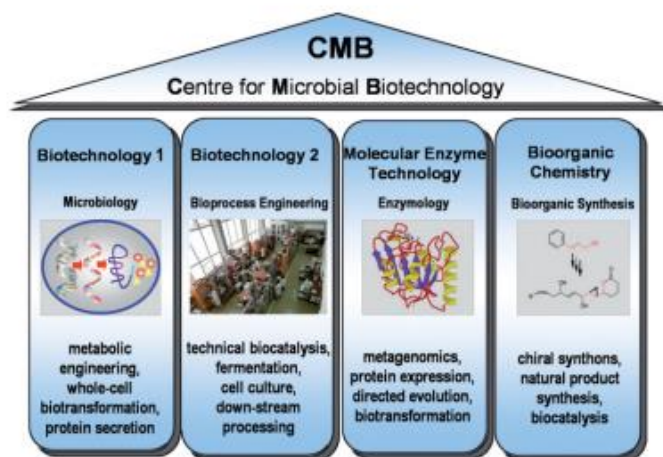 CMB
Centre for Microbial Biotechnology
Biotechnology 1
Microbiology
metabolic
engineering,
whole-cell
biotransformation,
protein secretion
Biotechnology 2
Bioprocess Engineering
technical biocatalysis,
fermentation,
cell culture,
down-stream
processing
Molecular Enzyme
Technology
Enzymology
metagenomics,
protein expression,
directed evolution,
biotransformation
Bioorganic
Chemistry
Bioorganic Synthesis
chiral synthons,
natural product
synthesis,
biocatalysis